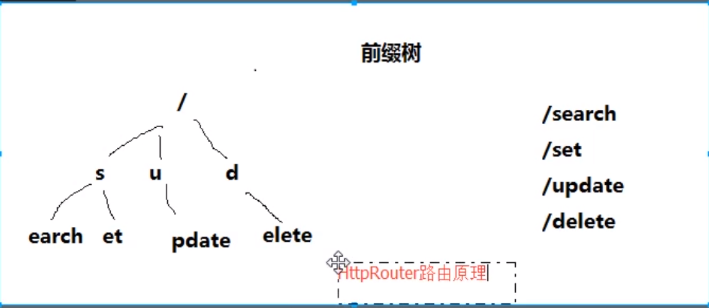 前缀树
/
s u d
earch et pdate elete
/search
/set
/update
/delete
HttpRouter路由原理